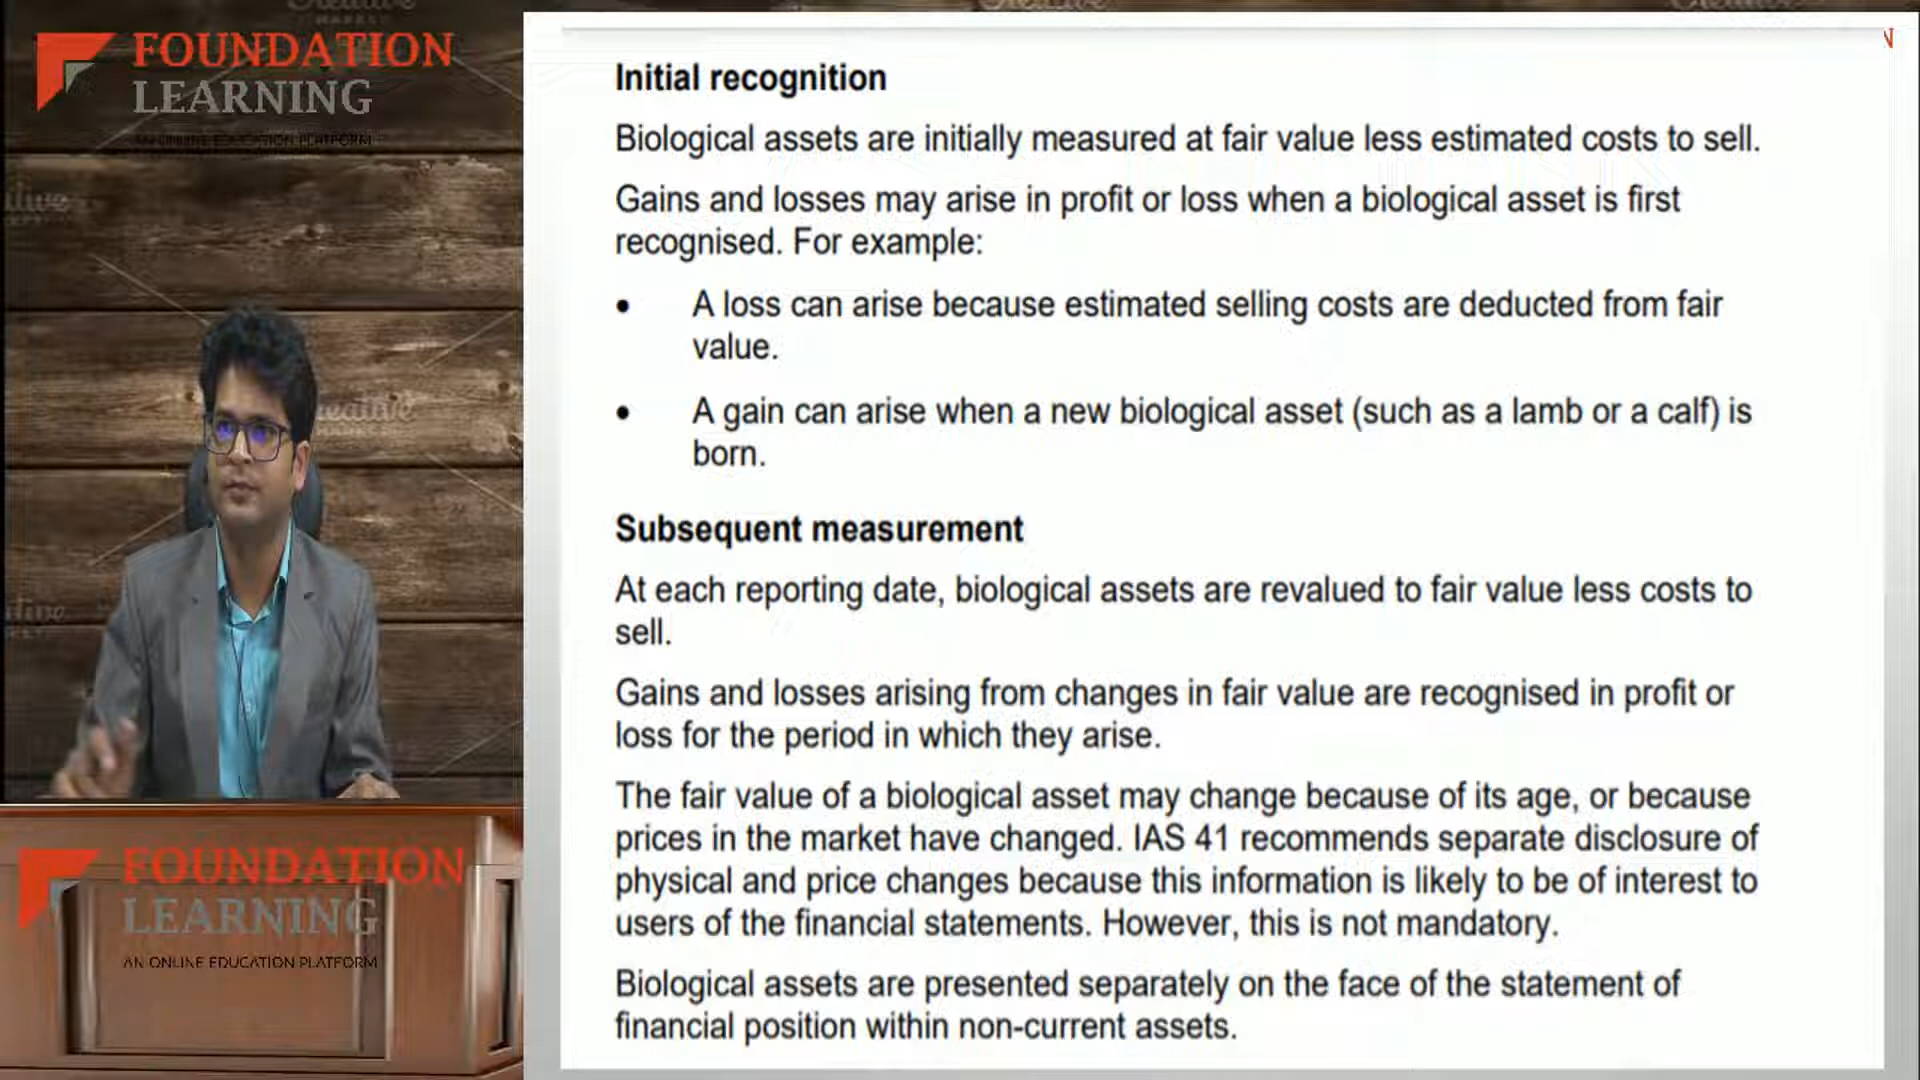 FOUNDATION
LEARNING
AN ONLINE EDUCATION PLATFORM
Initial recognition
Biological assets are initially measured at fair value less estimated costs to sell.
Gains and losses may arise in profit or loss when a biological asset is first
recognised. For example:
• A loss can arise because estimated selling costs are deducted from fair
value.
• A gain can arise when a new biological asset (such as a lamb or a calf) is
born.
Subsequent measurement
At each reporting date, biological assets are revalued to fair value less costs to
sell.
Gains and losses arising from changes in fair value are recognised in profit or
loss for the period in which they arise.
The fair value of a biological asset may change because of its age, or because
prices in the market have changed. IAS 41 recommends separate disclosure of
physical and price changes because this information is likely to be of interest to
users of the financial statements. However, this is not mandatory.
Biological assets are presented separately on the face of the statement of
financial position within non-current assets.
FOUNDATION
LEARNING
AN ONLINE EDUCATION PLATFORM